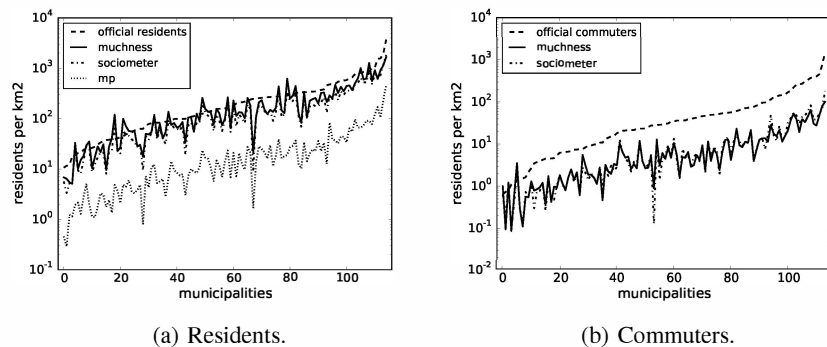 10^4
10^3
10^2
10^1
10^0
10^-1
residents per km2
official residents
muchness
sociometer
mp
0 20 40 60 80 100
municipalities
(a) Residents.
10^4
10^3
10^2
10^1
10^0
10^-1
10^-2
residents per km2
official commuters
muchness
sociometer
0 20 40 60 80 100
municipalities
(b) Commuters.